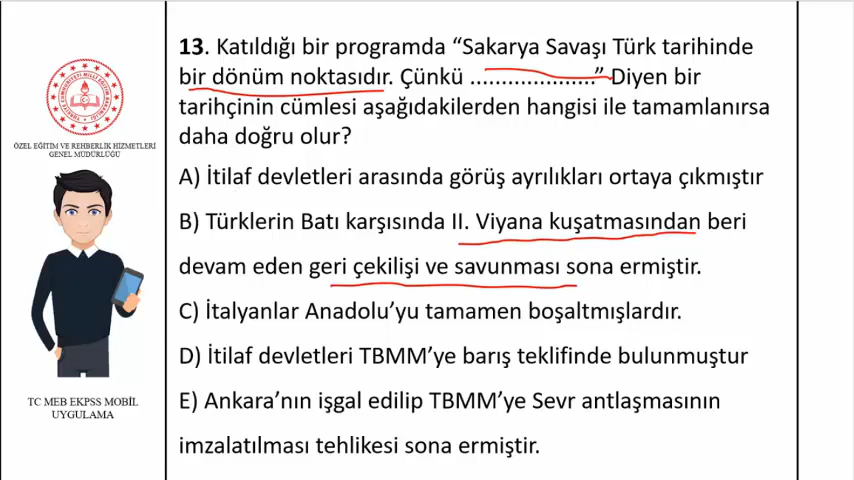 13. Katıldığı bir programda “Sakarya Savaşı Türk tarihinde
bir dönüm noktasıdır. Çünkü ....................” Diyen bir
tarihçinin cümlesi aşağıdakilerden hangisi ile tamamlanırsa
daha doğru olur?
A) İtilaf devletleri arasında görüş ayrılıkları ortaya çıkmıştır
B) Türklerin Batı karşısında II. Viyana kuşatmasından beri
devam eden geri çekilişi ve savunması sona ermiştir.
C) İtalyanlar Anadolu’yu tamamen boşaltmışlardır.
D) İtilaf devletleri TBMM’ye barış teklifinde bulunmuştur
E) Ankara’nın işgal edilip TBMM’ye Sevr antlaşmasının
imzalatılması tehlikesi sona ermiştir.
ÖZEL EĞİTİM VE REHBERLİK HİZMETLERİ
GENEL MÜDÜRLÜĞÜ
TC MEB EKPSS MOBİL
UYGULAMA